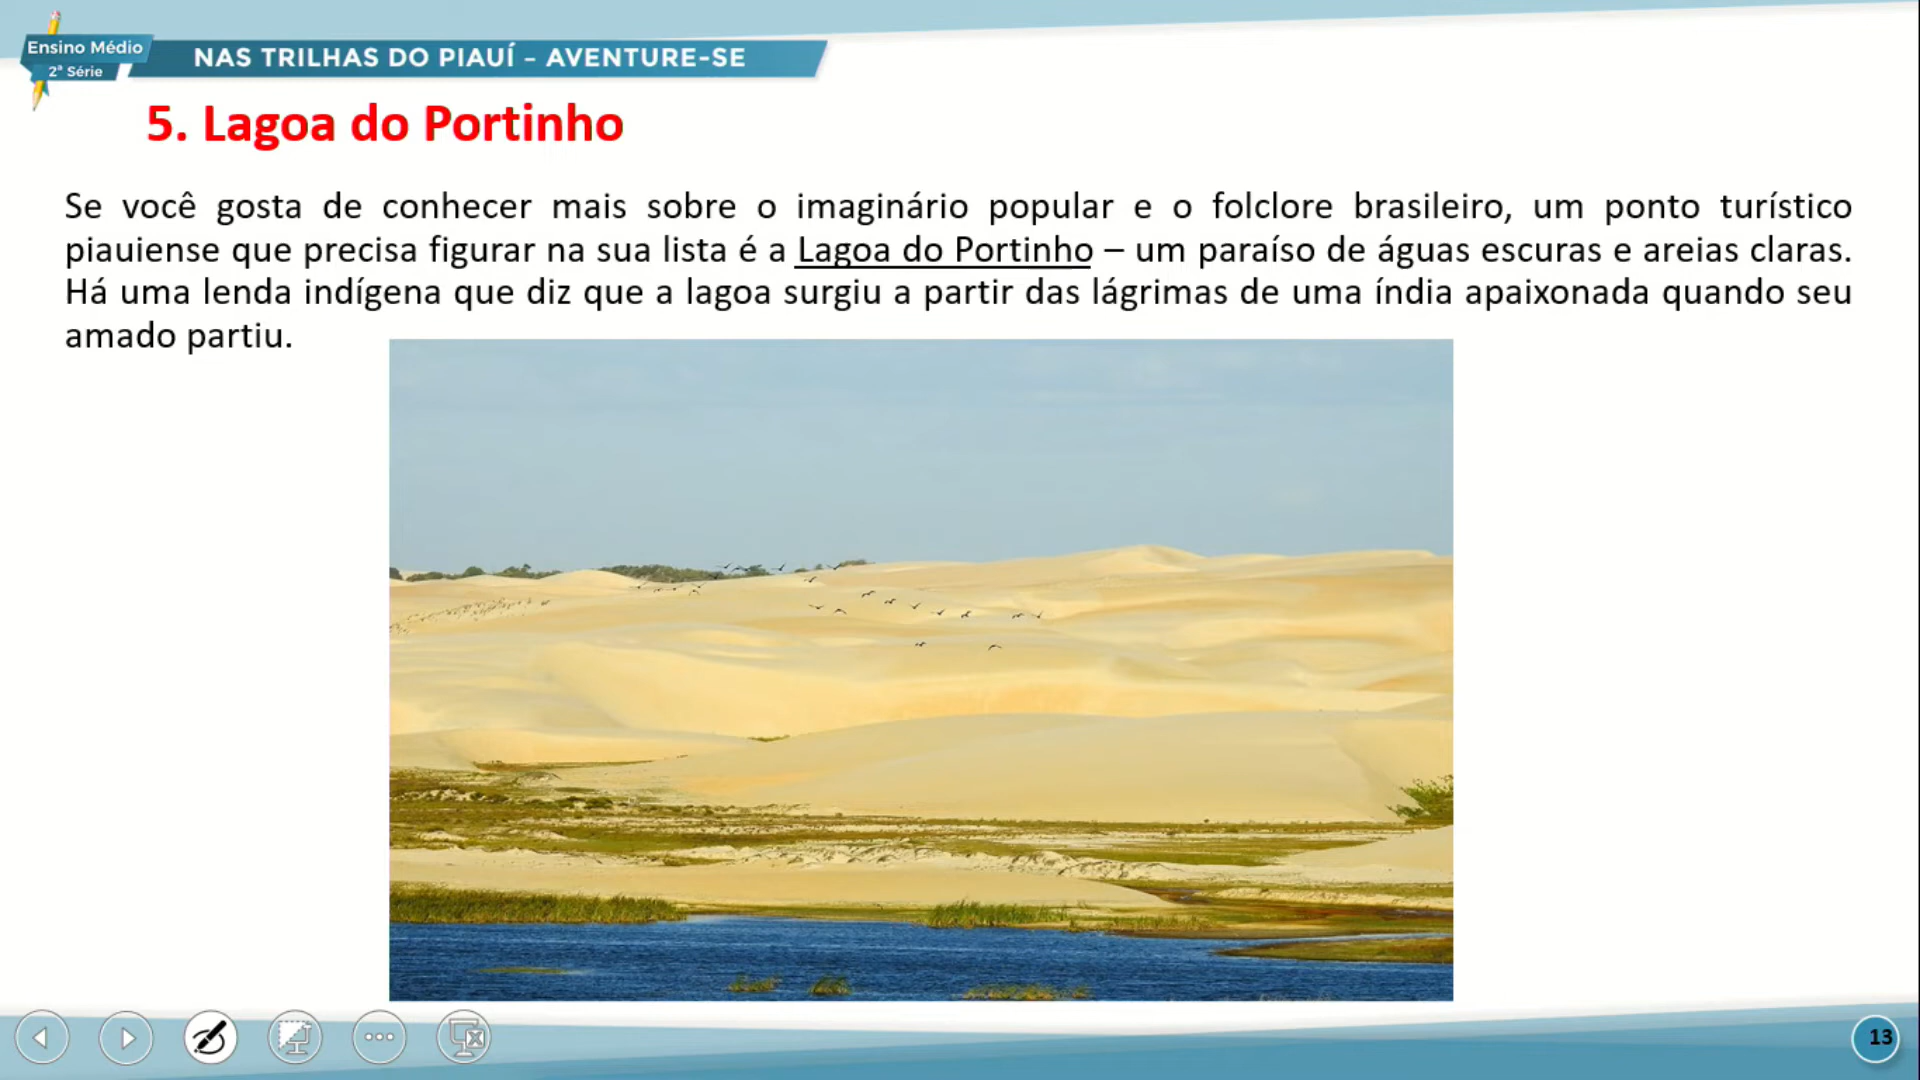 Ensino Médio
2ª Série
NAS TRILHAS DO PIAUÍ – AVENTURE-SE
5. Lagoa do Portinho
Se você gosta de conhecer mais sobre o imaginário popular e o folclore brasileiro, um ponto turístico
piauiense que precisa figurar na sua lista é a Lagoa do Portinho – um paraíso de águas escuras e areias claras.
Há uma lenda indígena que diz que a lagoa surgiu a partir das lágrimas de uma índia apaixonada quando seu
amado partiu.
13